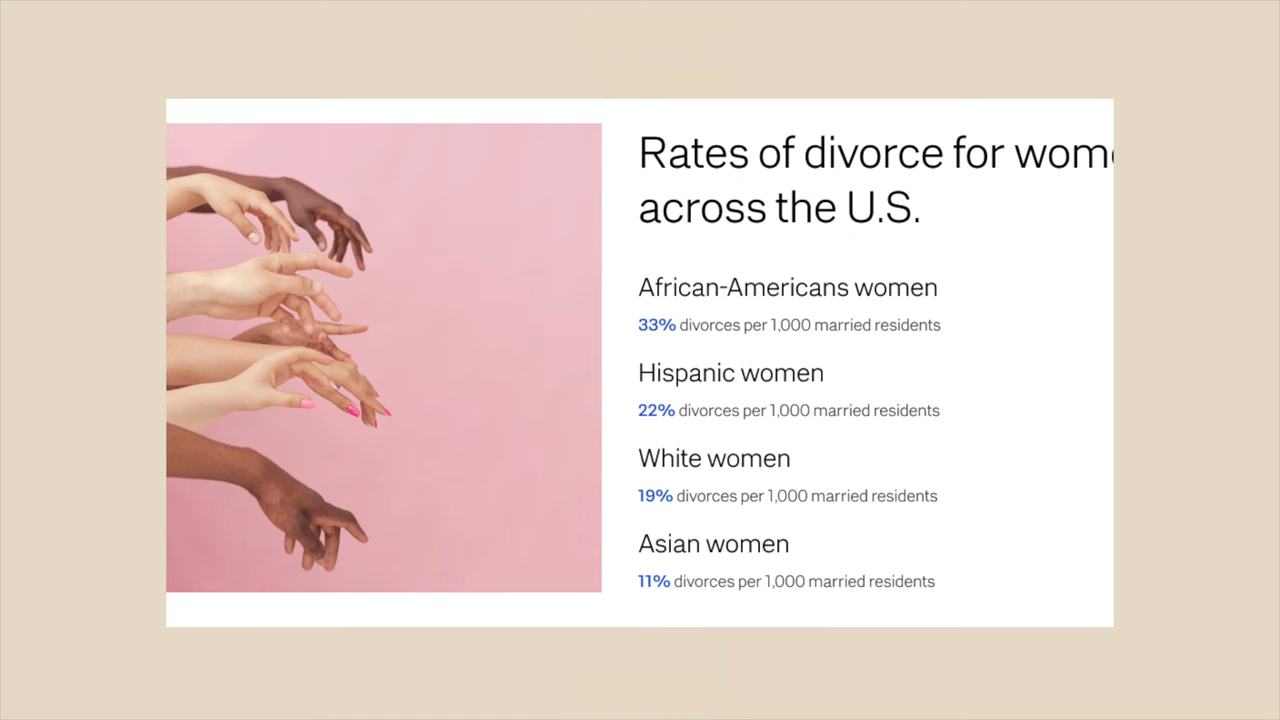 Rates of divorce for wom
across the U.S.
African-Americans women
33% divorces per 1,000 married residents
Hispanic women
22% divorces per 1,000 married residents
White women
19% divorces per 1,000 married residents
Asian women
11% divorces per 1,000 married residents